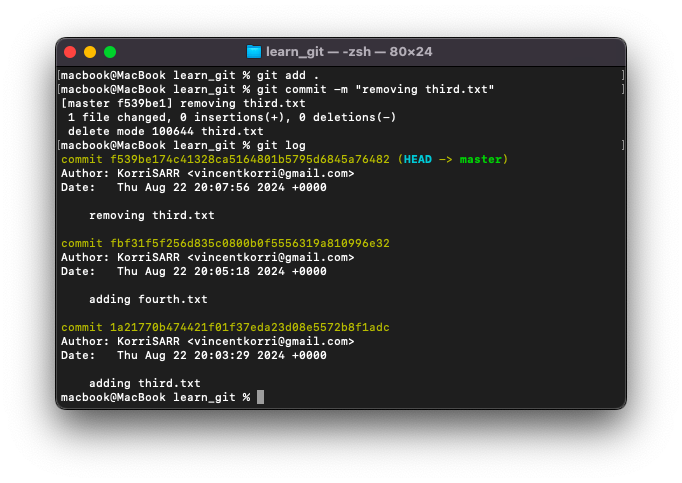 learn_git — -zsh — 80×24
[macbook@MacBook learn_git % git add . ]
[macbook@MacBook learn_git % git commit -m "removing third.txt" ]
[master f539be1] removing third.txt
 1 file changed, 0 insertions(+), 0 deletions(-)
 delete mode 100644 third.txt
[macbook@MacBook learn_git % git log ]
commit f539be174c41328ca5164801b5795d6845a76482 (HEAD -> master)
Author: KorriSARR <vincentkorri@gmail.com>
Date:   Thu Aug 22 20:07:56 2024 +0000
    removing third.txt
commit fbf31f5f256d835c0800b0f5556319a810996e32
Author: KorriSARR <vincentkorri@gmail.com>
Date:   Thu Aug 22 20:05:18 2024 +0000
    adding fourth.txt
commit 1a21770b474421f01f37eda23d08e5572b8f1adc
Author: KorriSARR <vincentkorri@gmail.com>
Date:   Thu Aug 22 20:03:29 2024 +0000
    adding third.txt
macbook@MacBook learn_git %